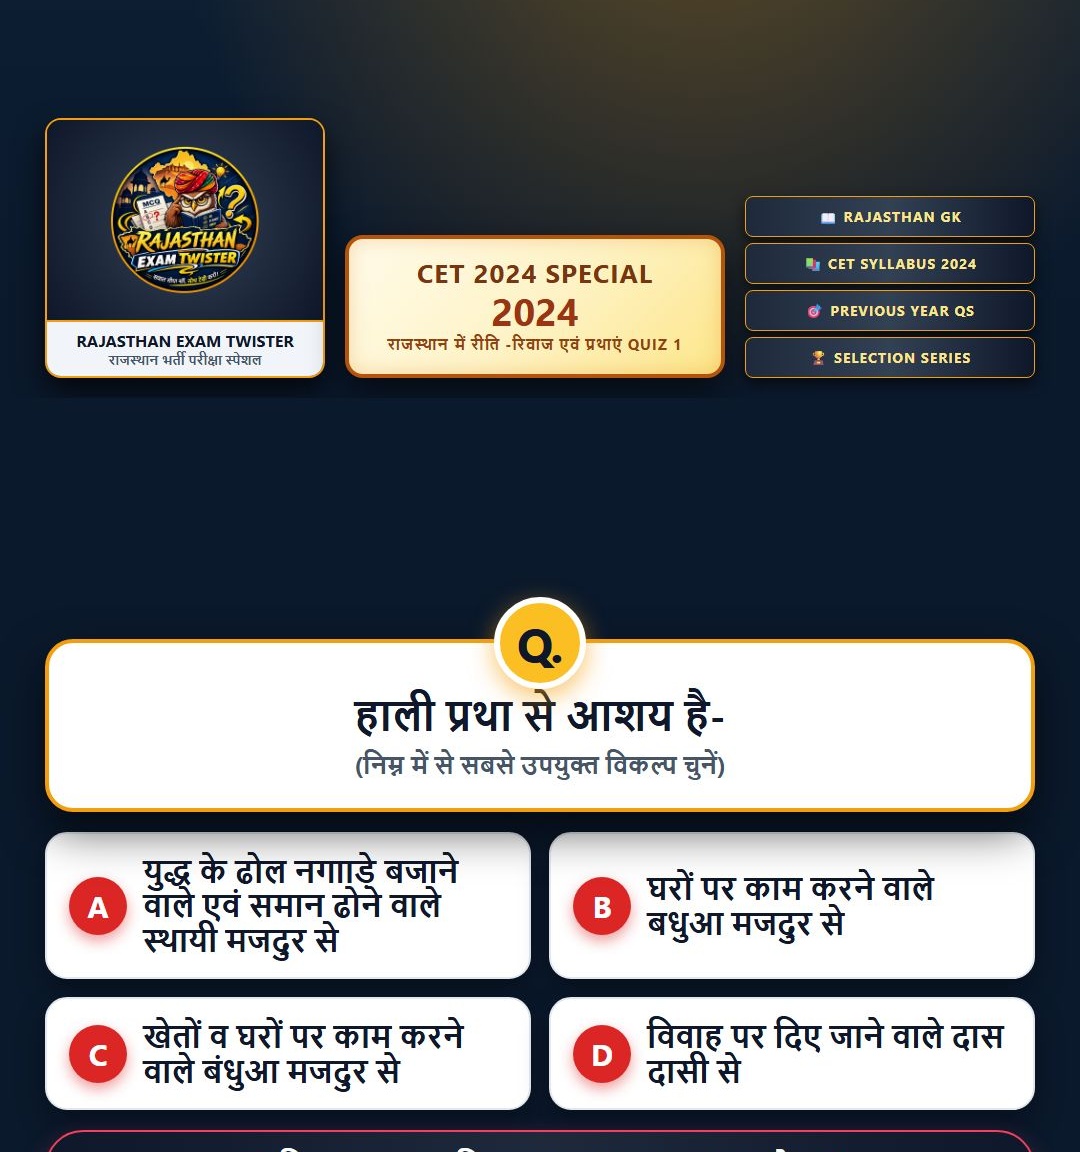 MCQ
RAJASTHAN
EXAM TWISTER
RAJASTHAN EXAM TWISTER
राजस्थान भर्ती परीक्षा स्पेशल
CET 2024 SPECIAL
2024
राजस्थान में रीति -रिवाज एवं प्रथाएं QUIZ 1
RAJASTHAN GK
CET SYLLABUS 2024
PREVIOUS YEAR QS
SELECTION SERIES
Q.
हाली प्रथा से आशय है-
(निम्न में से सबसे उपयुक्त विकल्प चुनें)
A
युद्ध के ढोल नगााडे बजाने
वाले एवं समान ढोने वाले
स्थायी मजदुर से
B
घरों पर काम करने वाले
बधुआ मजदुर से
C
खेतों व घरों पर काम करने
वाले बंधुआ मजदुर से
D
विवाह पर दिए जाने वाले दास
दासी से